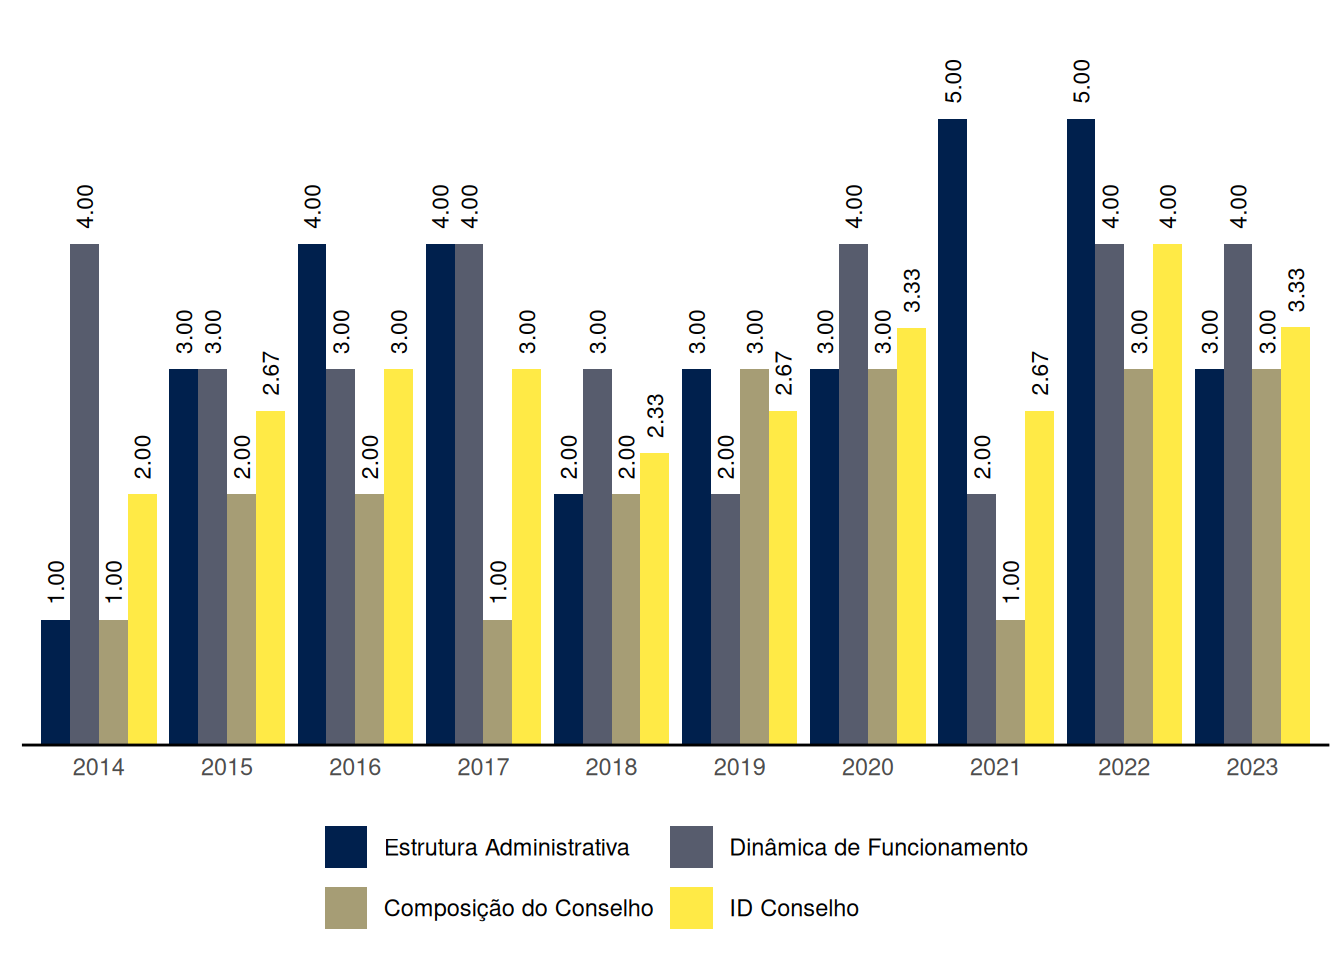 5.00 5.00
4.00 4.00 4.00 4.00 4.00 4.00 4.00 4.00
3.33 3.33
3.00 3.00 3.00 3.00 3.00 3.00 3.00 3.00 3.00 3.00 3.00 3.00 3.00
2.67 2.67 2.67
2.33
2.00 2.00 2.00 2.00 2.00 2.00 2.00
1.00 1.00 1.00 1.00
2014 2015 2016 2017 2018 2019 2020 2021 2022 2023
Estrutura Administrativa Dinâmica de Funcionamento
Composição do Conselho ID Conselho